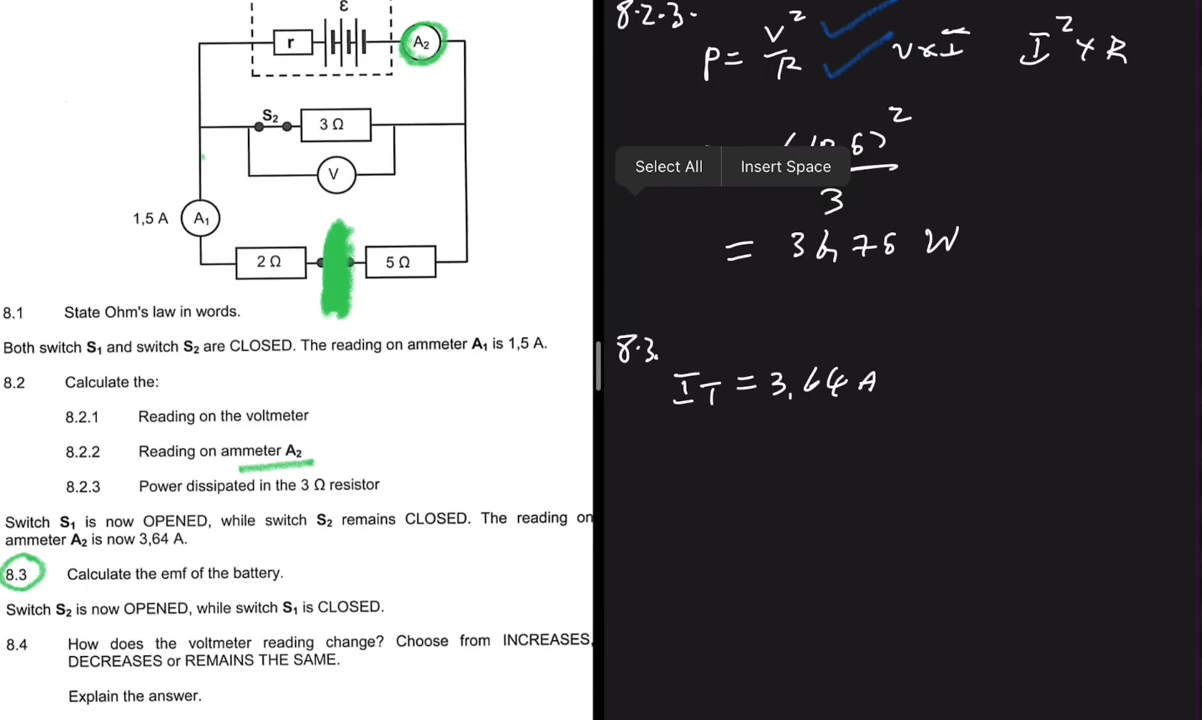 ε
r
A2
S2
3 Ω
V
1,5 A
A1
2 Ω
5 Ω
8.1 State Ohm's law in words.
Both switch S1 and switch S2 are CLOSED. The reading on ammeter A1 is 1,5 A.
8.2 Calculate the:
8.2.1 Reading on the voltmeter
8.2.2 Reading on ammeter A2
8.2.3 Power dissipated in the 3 Ω resistor
Switch S1 is now OPENED, while switch S2 remains CLOSED. The reading on
ammeter A2 is now 3,64 A.
8.3 Calculate the emf of the battery.
Switch S2 is now OPENED, while switch S1 is CLOSED.
8.4 How does the voltmeter reading change? Choose from INCREASES,
DECREASES or REMAINS THE SAME.
Explain the answer.
8.2.3.
P = V²/R V × I I² × R
Select All Insert Space
3
= 36,75 W
8.3.
IT = 3,64 A